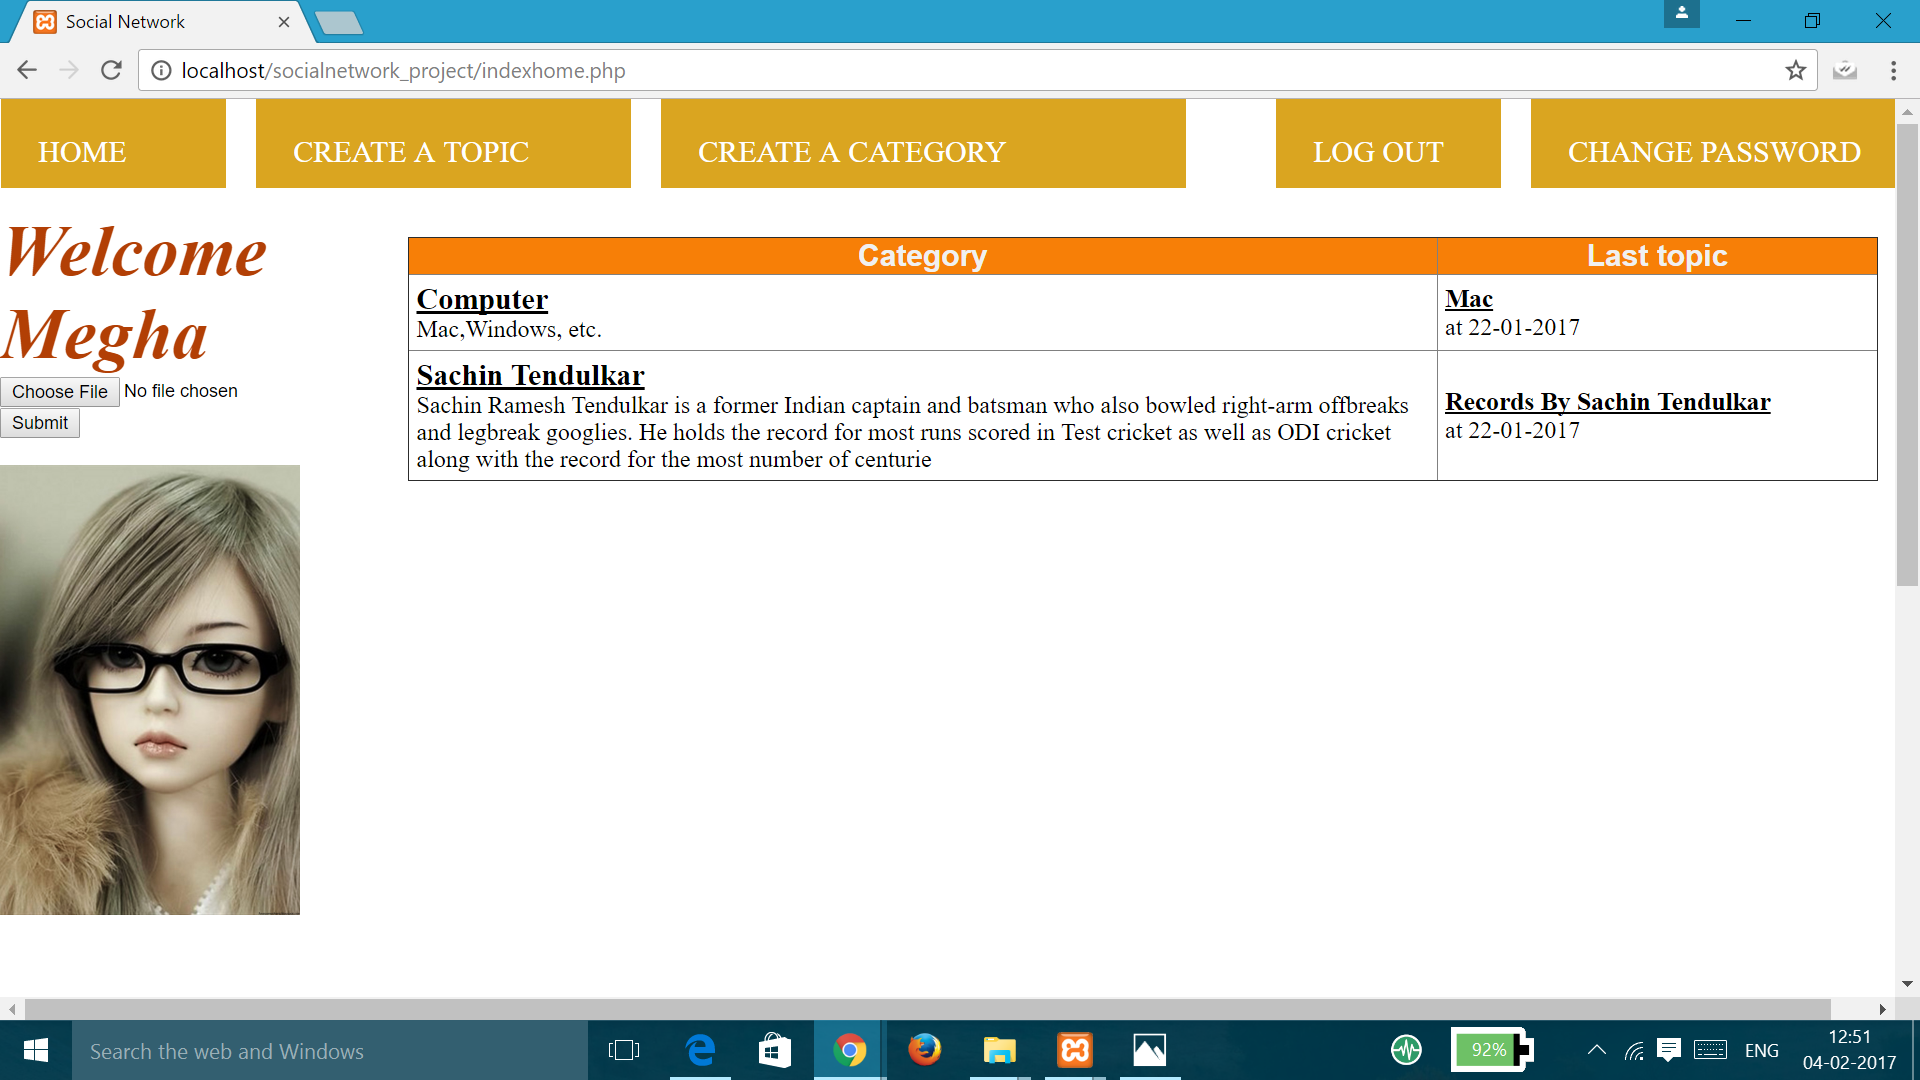 Social Network
localhost/socialnetwork_project/indexhome.php
HOME
CREATE A TOPIC
CREATE A CATEGORY
LOG OUT
CHANGE PASSWORD
Welcome
Megha
Choose File No file chosen
Submit
Category
Last topic
Computer
Mac,Windows, etc.
Mac
at 22-01-2017
Sachin Tendulkar
Sachin Ramesh Tendulkar is a former Indian captain and batsman who also bowled right-arm offbreaks
and legbreak googlies. He holds the record for most runs scored in Test cricket as well as ODI cricket
along with the record for the most number of centurie
Records By Sachin Tendulkar
at 22-01-2017
Search the web and Windows
92%
ENG
12:51
04-02-2017